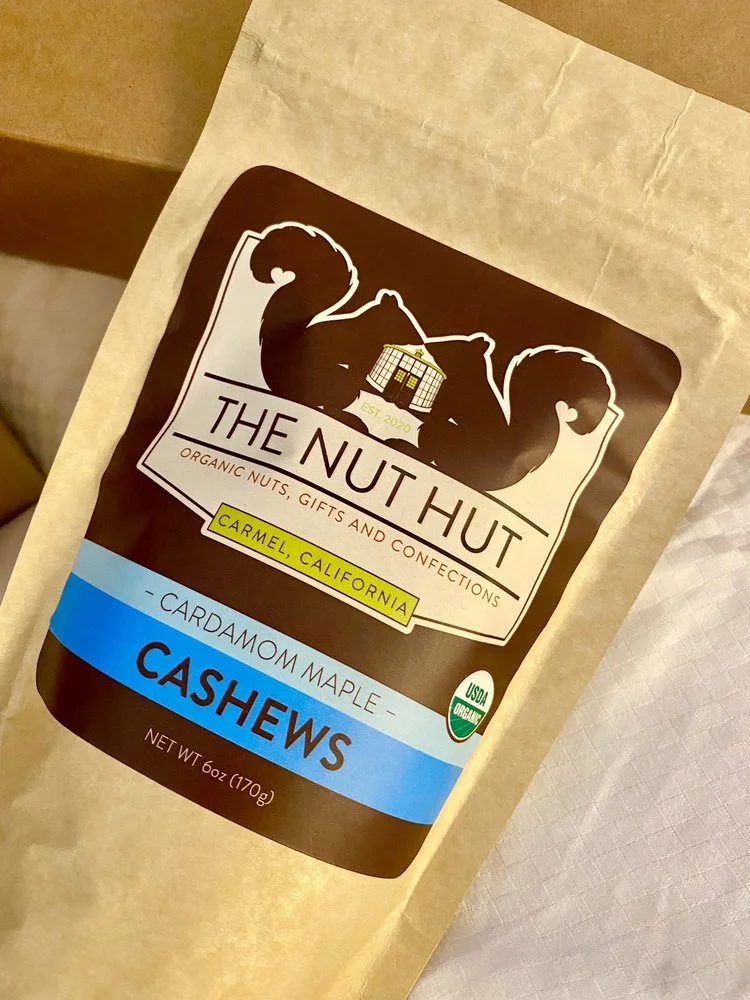 EST. 2020
THE NUT HUT
ORGANIC NUTS, GIFTS AND CONFECTIONS
CARMEL, CALIFORNIA
- CARDAMOM MAPLE -
CASHEWS
USDA
ORGANIC
NET WT 6oz (170g)